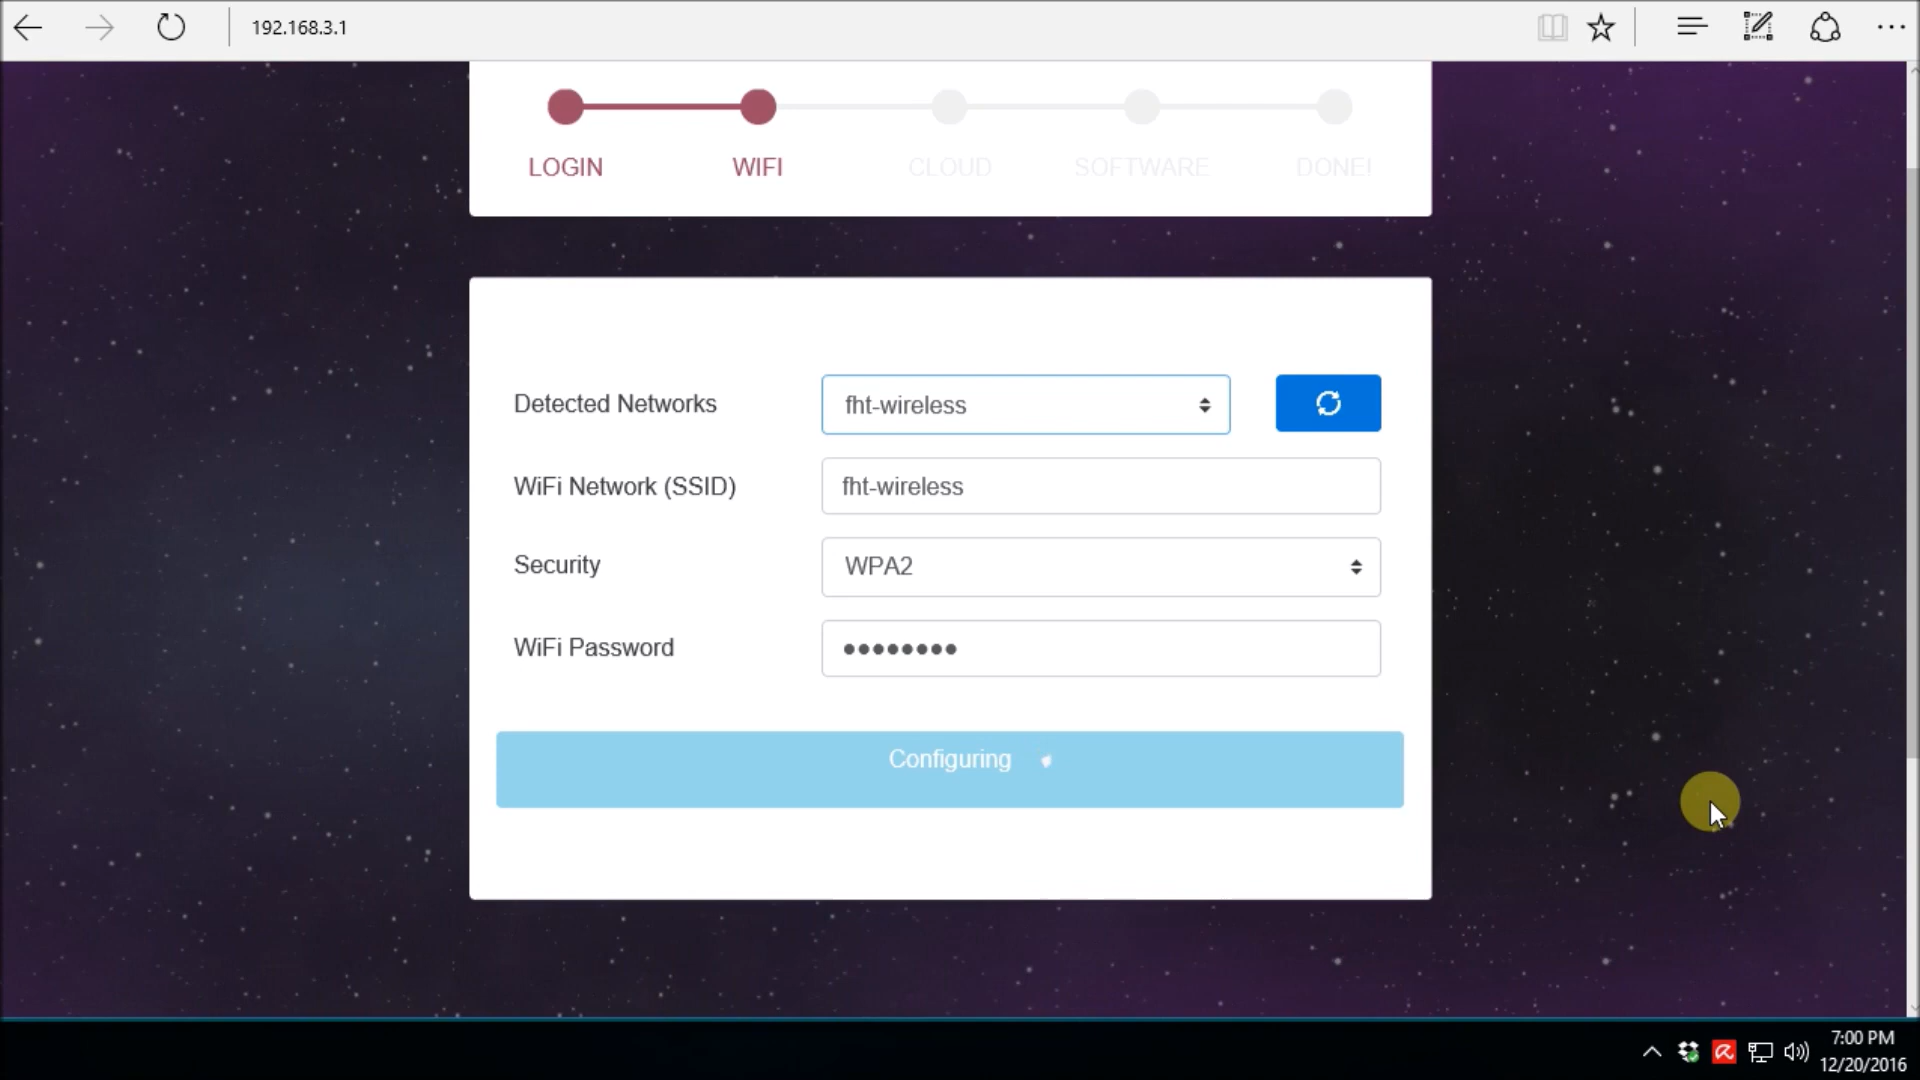 192.168.3.1
LOGIN WIFI CLOUD SOFTWARE DONE!
Detected Networks fht-wireless
WiFi Network (SSID) fht-wireless
Security WPA2
WiFi Password ●●●●●●●●
Configuring
7:00 PM
12/20/2016